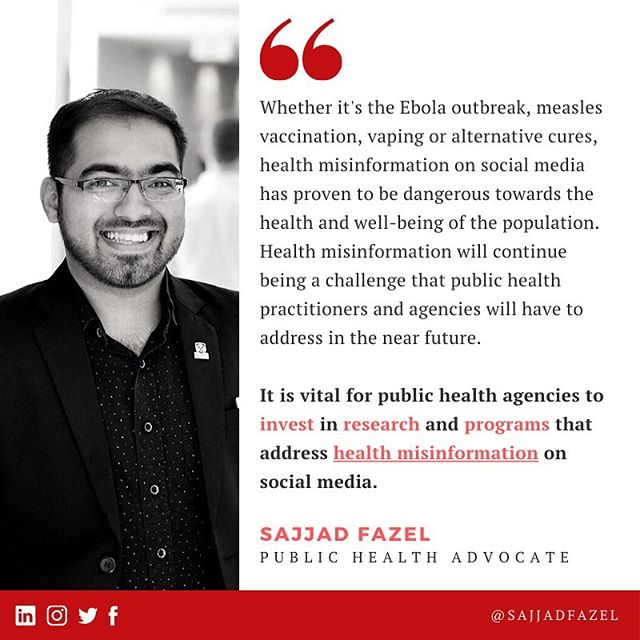 Whether it's the Ebola outbreak, measles
vaccination, vaping or alternative cures,
health misinformation on social media
has proven to be dangerous towards the
health and well-being of the population.
Health misinformation will continue
being a challenge that public health
practitioners and agencies will have to
address in the near future.
It is vital for public health agencies to
invest in research and programs that
address health misinformation on
social media.
SAJJAD FAZEL
PUBLIC HEALTH ADVOCATE
@SAJJADFAZEL